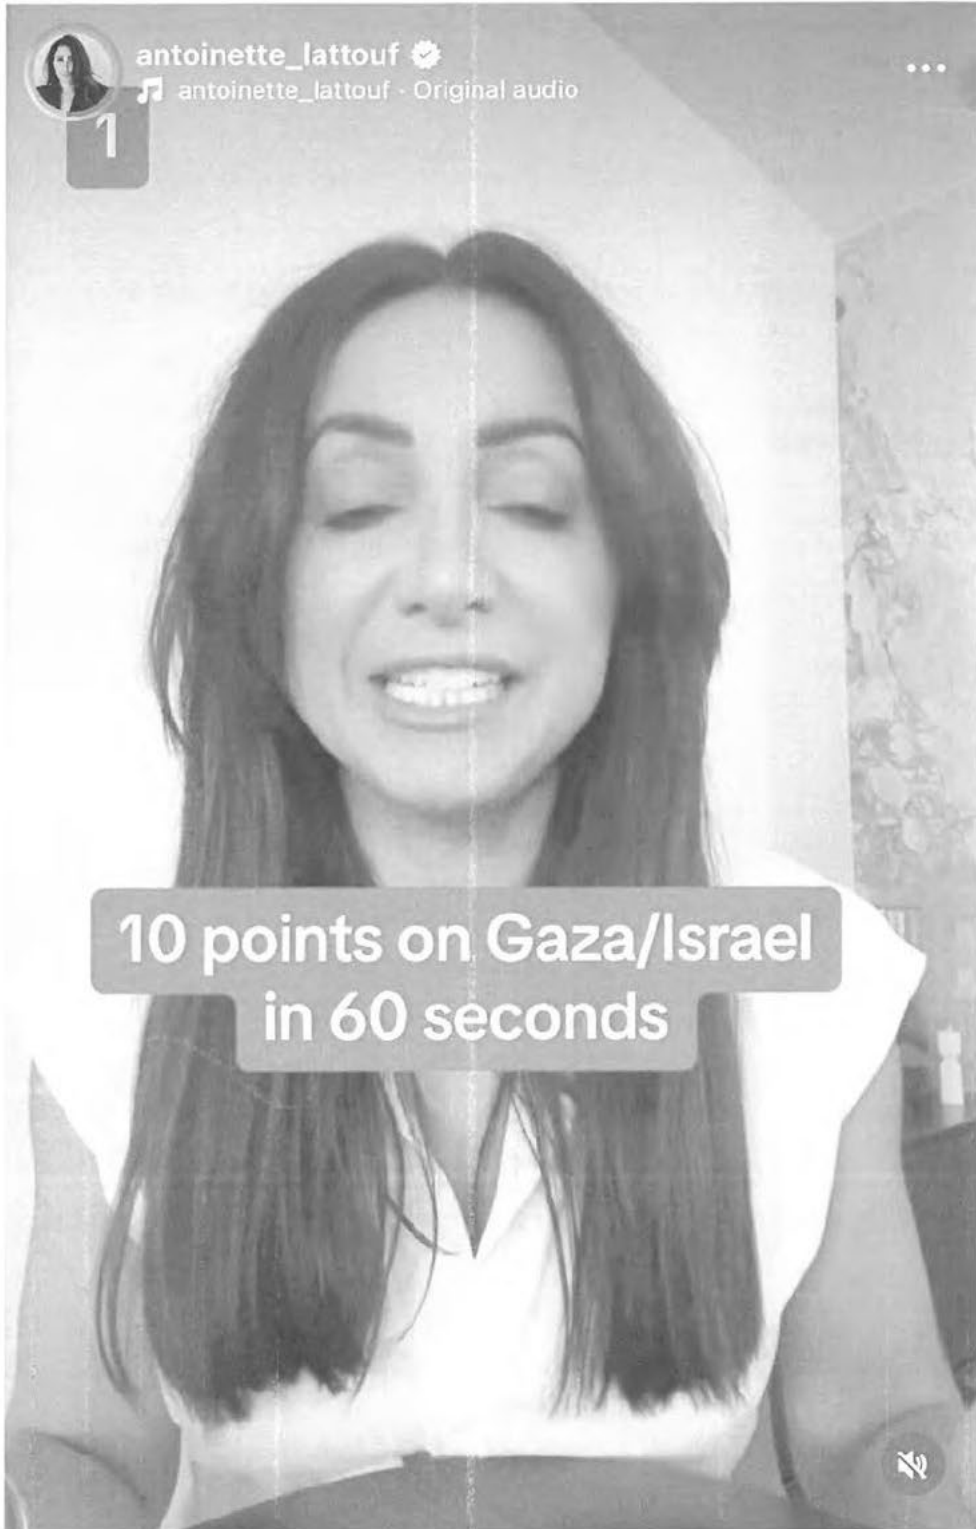 antoinette_lattouf
antoinette_lattouf · Original audio
1
10 points on Gaza/Israel
in 60 seconds